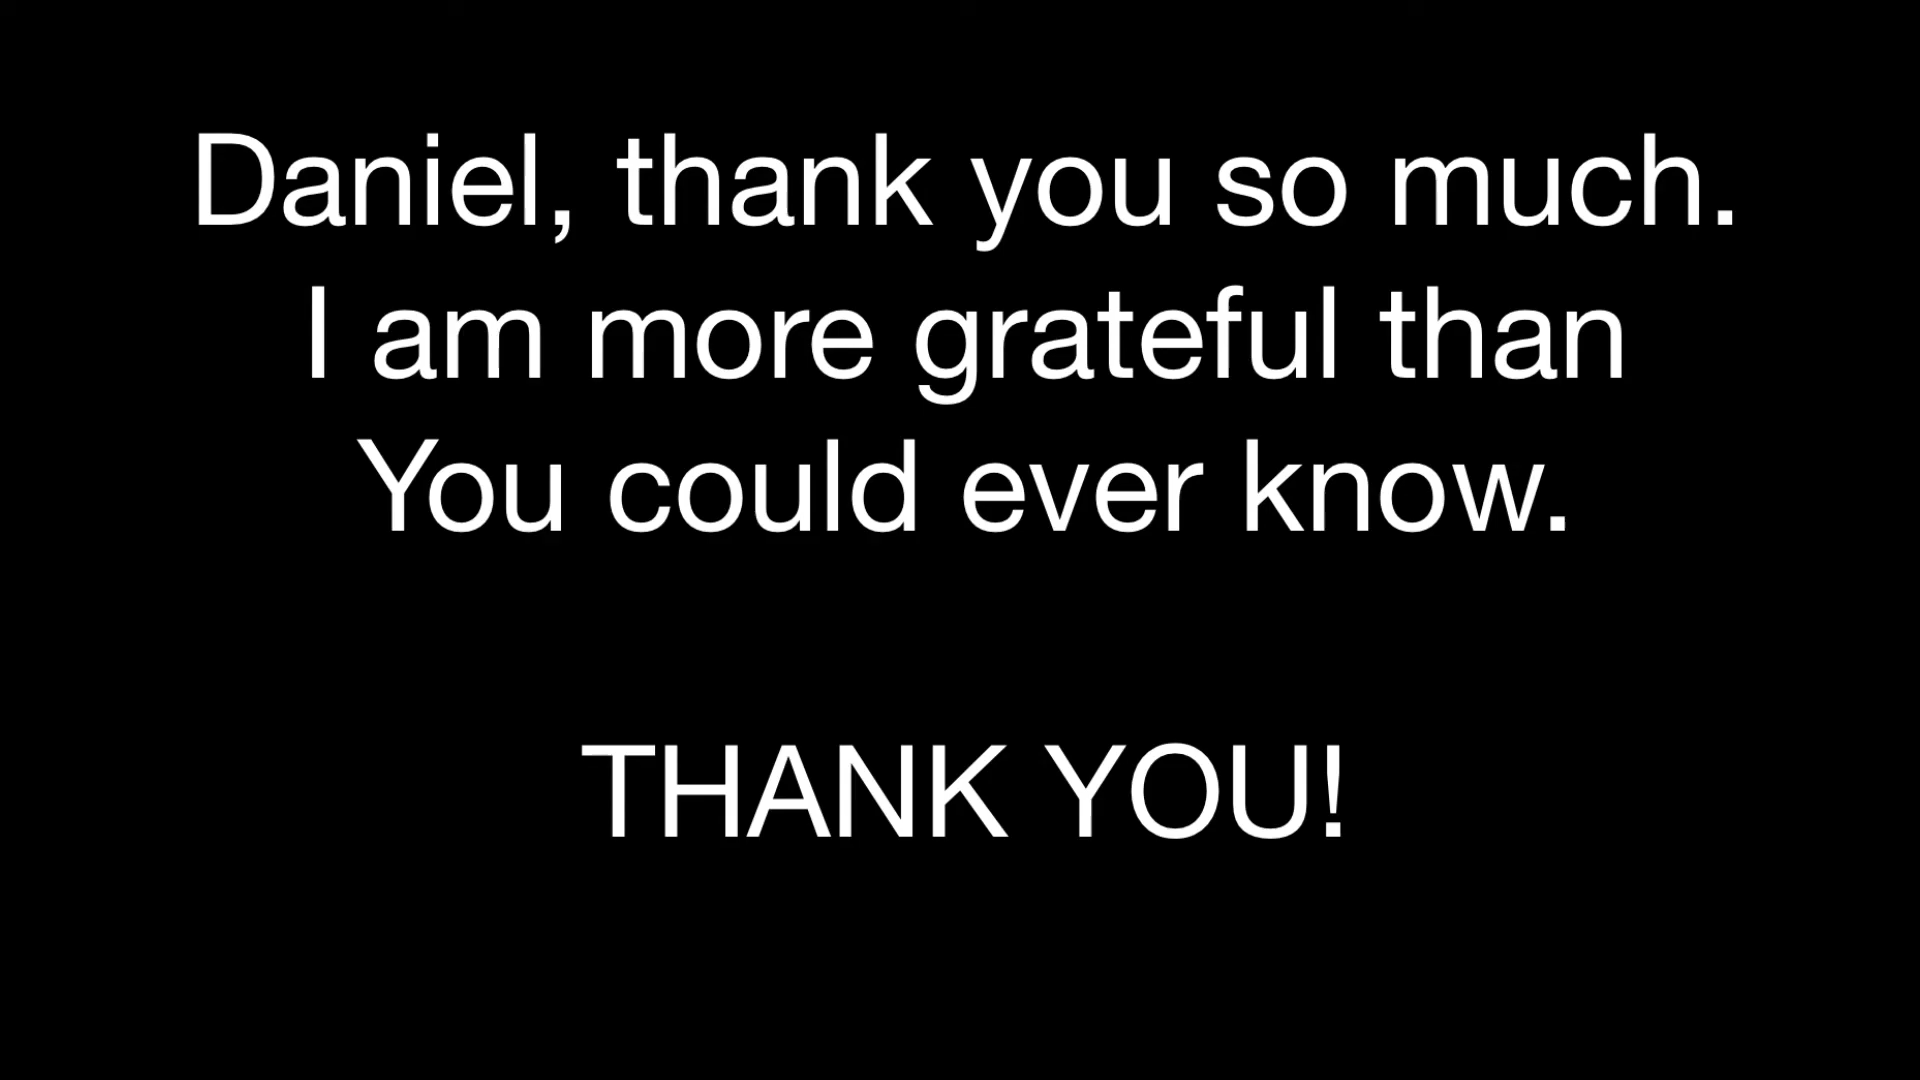 Daniel, thank you so much.
I am more grateful than
You could ever know.
THANK YOU!